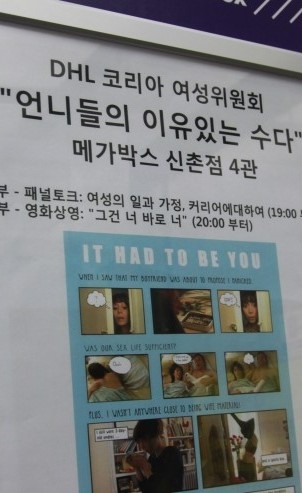 DHL 코리아 여성위원회
"언니들의 이유있는 수다"
메가박스 신촌점 4관
부 - 패널토크: 여성의 일과 가정, 커리어에대하여 (19:00
부 - 영화상영: "그건 너 바로 너" (20:00 부터)
IT HAD TO BE YOU
WHEN I SAW THAT MY BOYFRIEND WAS ABOUT TO PROPOSE I PANICKED.
WAS OUR SEX LIFE SUFFICIENT?
PLUS, I WASN'T ANYWHERE CLOSE TO BEING WIFE MATERIAL!